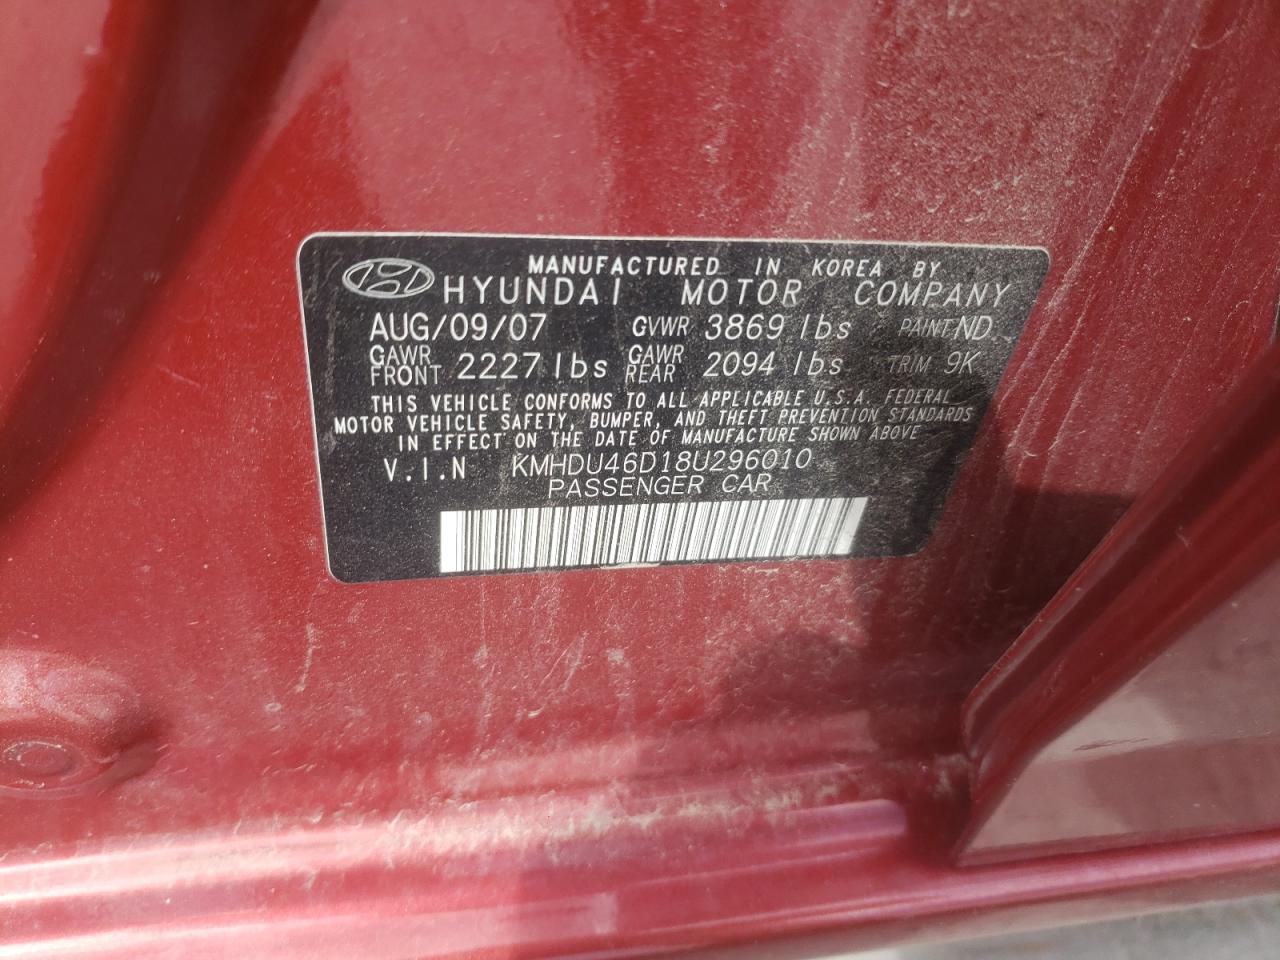 MANUFACTURED IN KOREA BY
HYUNDAI MOTOR COMPANY
AUG/09/07 GVWR 3869 lbs PAINT ND
GAWR FRONT 2227 lbs GAWR REAR 2094 lbs TRIM 9K
THIS VEHICLE CONFORMS TO ALL APPLICABLE U.S.A. FEDERAL
MOTOR VEHICLE SAFETY, BUMPER, AND THEFT PREVENTION STANDARDS
IN EFFECT ON THE DATE OF MANUFACTURE SHOWN ABOVE
V.I.N KMHDU46D18U296010
PASSENGER CAR